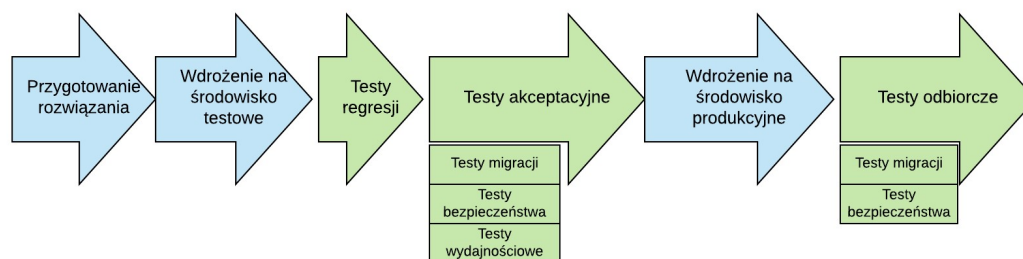 Przygotowanie
rozwiązania
Wdrożenie na
środowisko
testowe
Testy
regresji
Testy akceptacyjne
Testy migracji
Testy
bezpieczeństwa
Testy
wydajnościowe
Wdrożenie na
środowisko
produkcyjne
Testy odbiorcze
Testy migracji
Testy
bezpieczeństwa